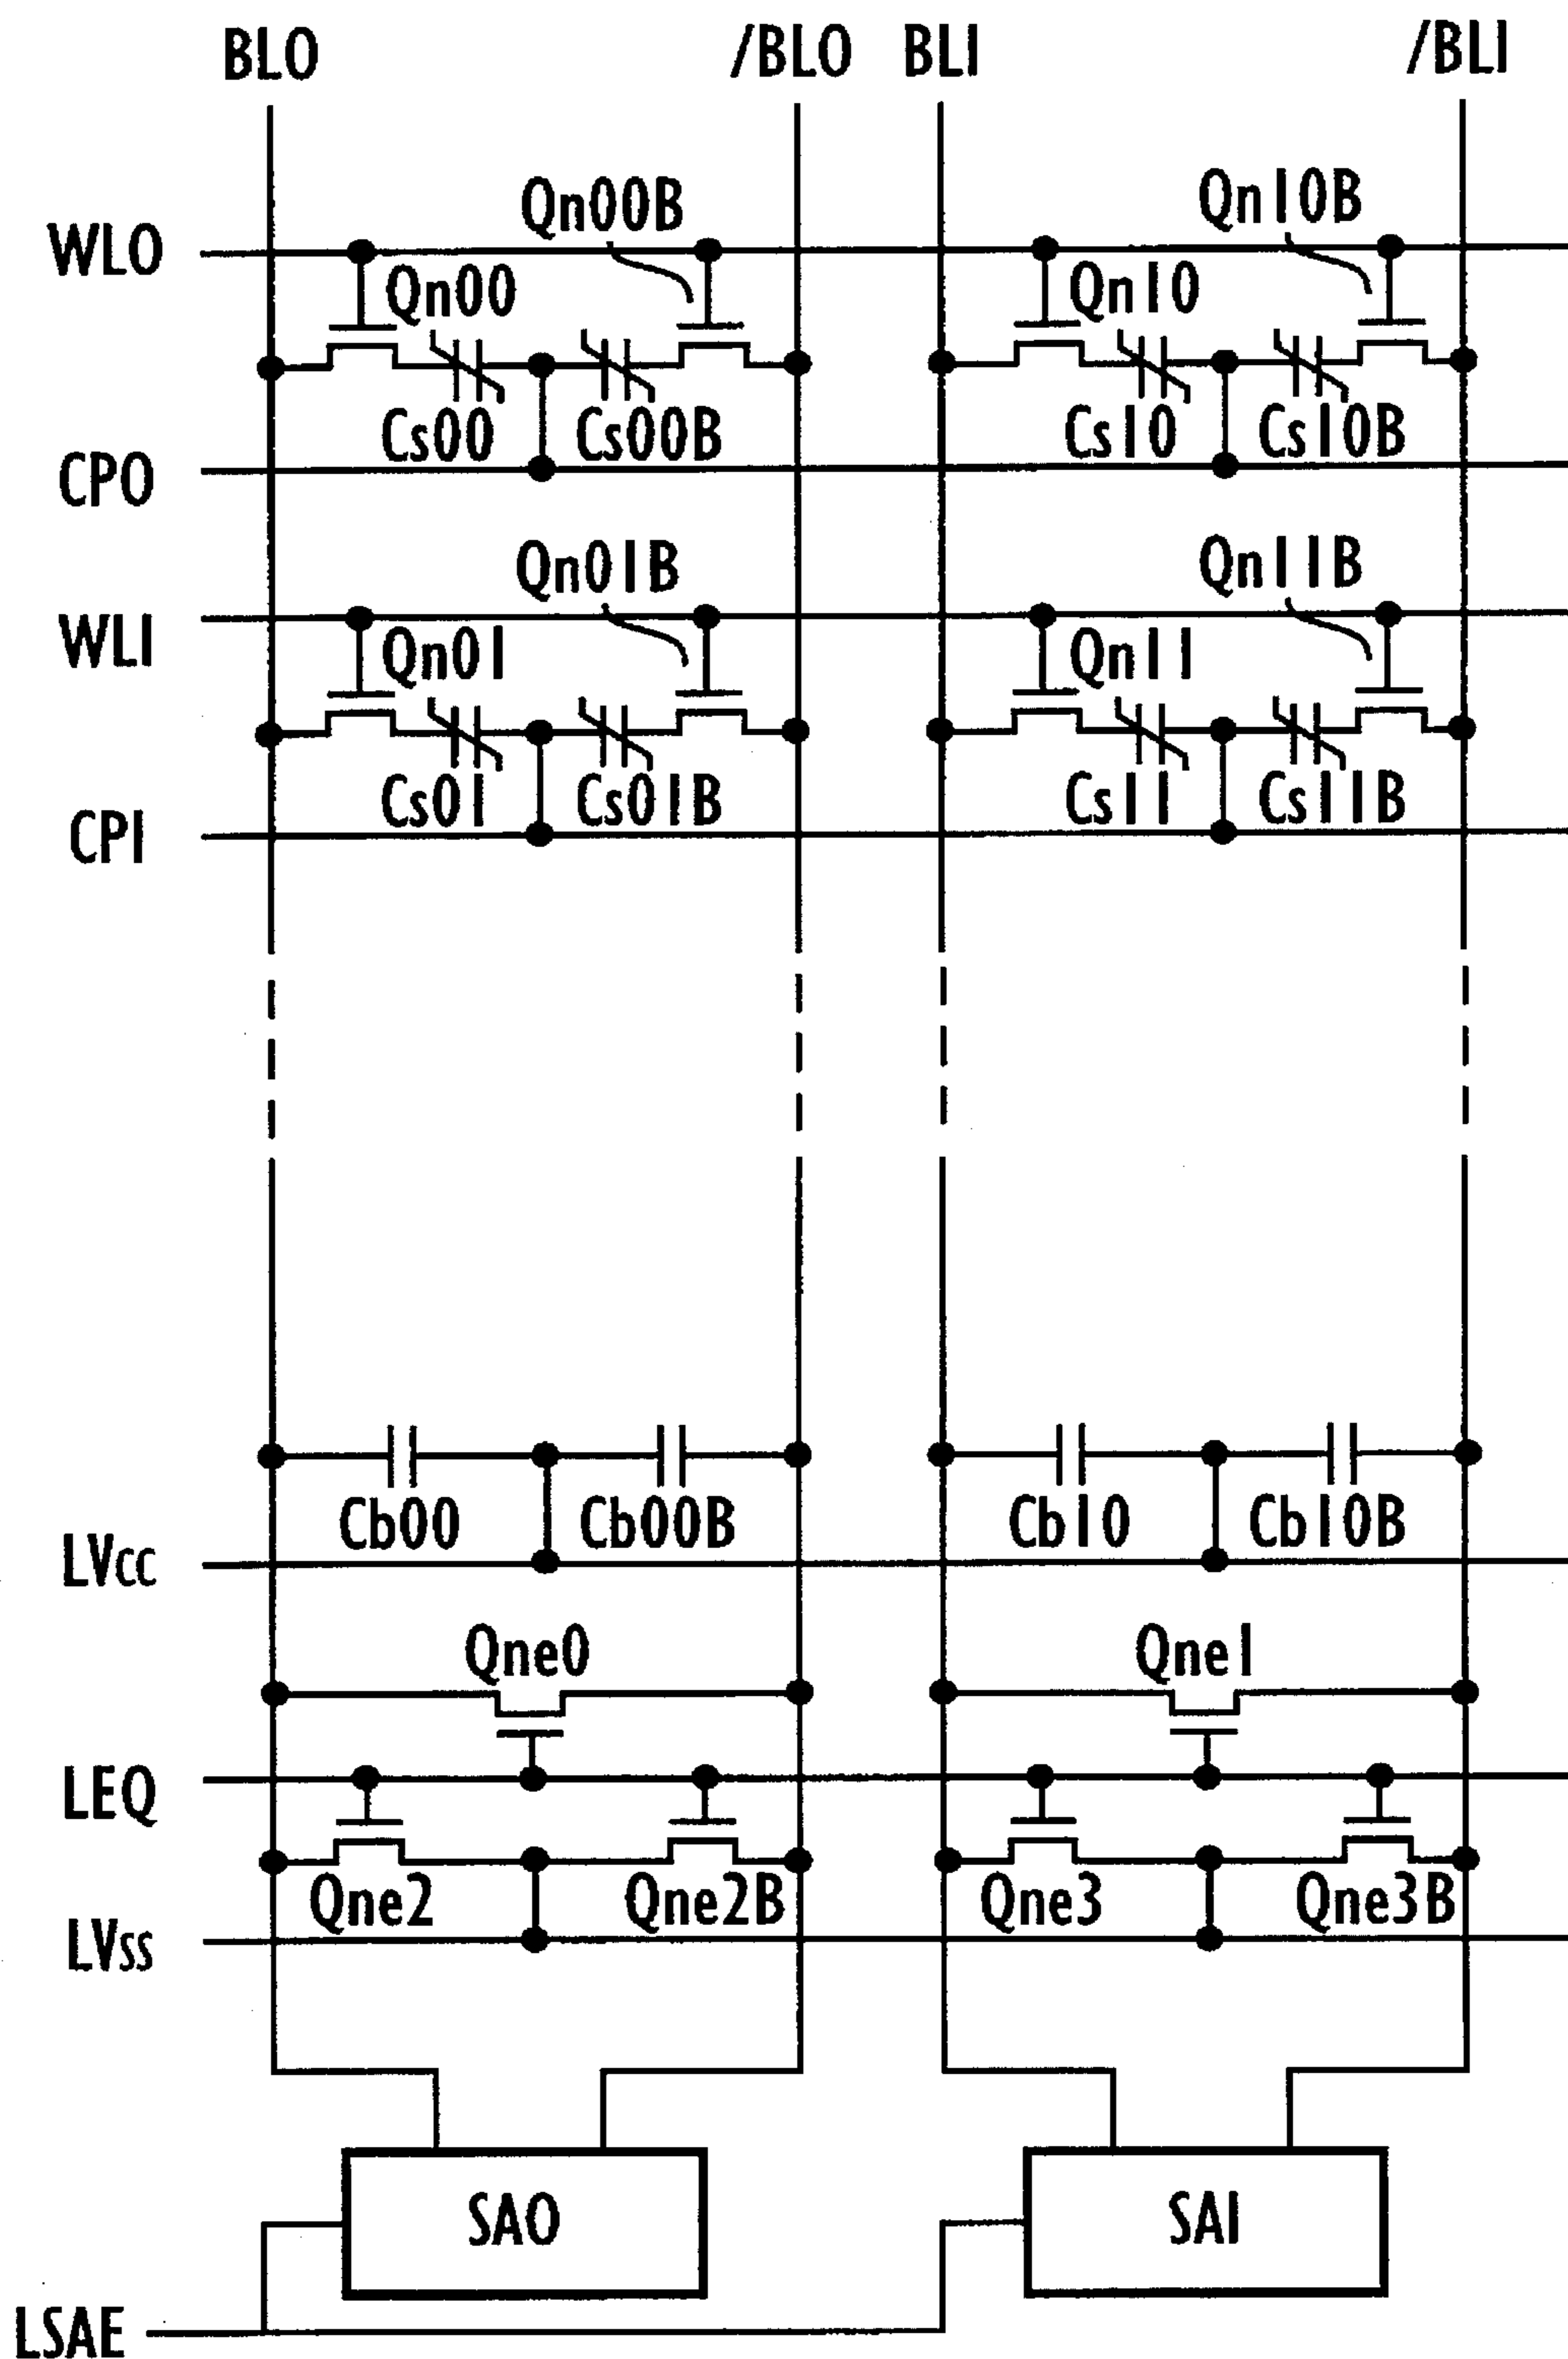 BL0 /BL0 BL1 /BL1
Qn00B Qn10B
WL0
Qn00 Qn10
Cs00 Cs00B Cs10 Cs10B
CP0
Qn01B Qn11B
WL1
Qn01 Qn11
Cs01 Cs01B Cs11 Cs11B
CP1
Cb00 Cb00B Cb10 Cb10B
LVCC
Qne0 Qne1
LEQ
Qne2 Qne2B Qne3 Qne3B
LVSS
SA0 SA1
LSAE